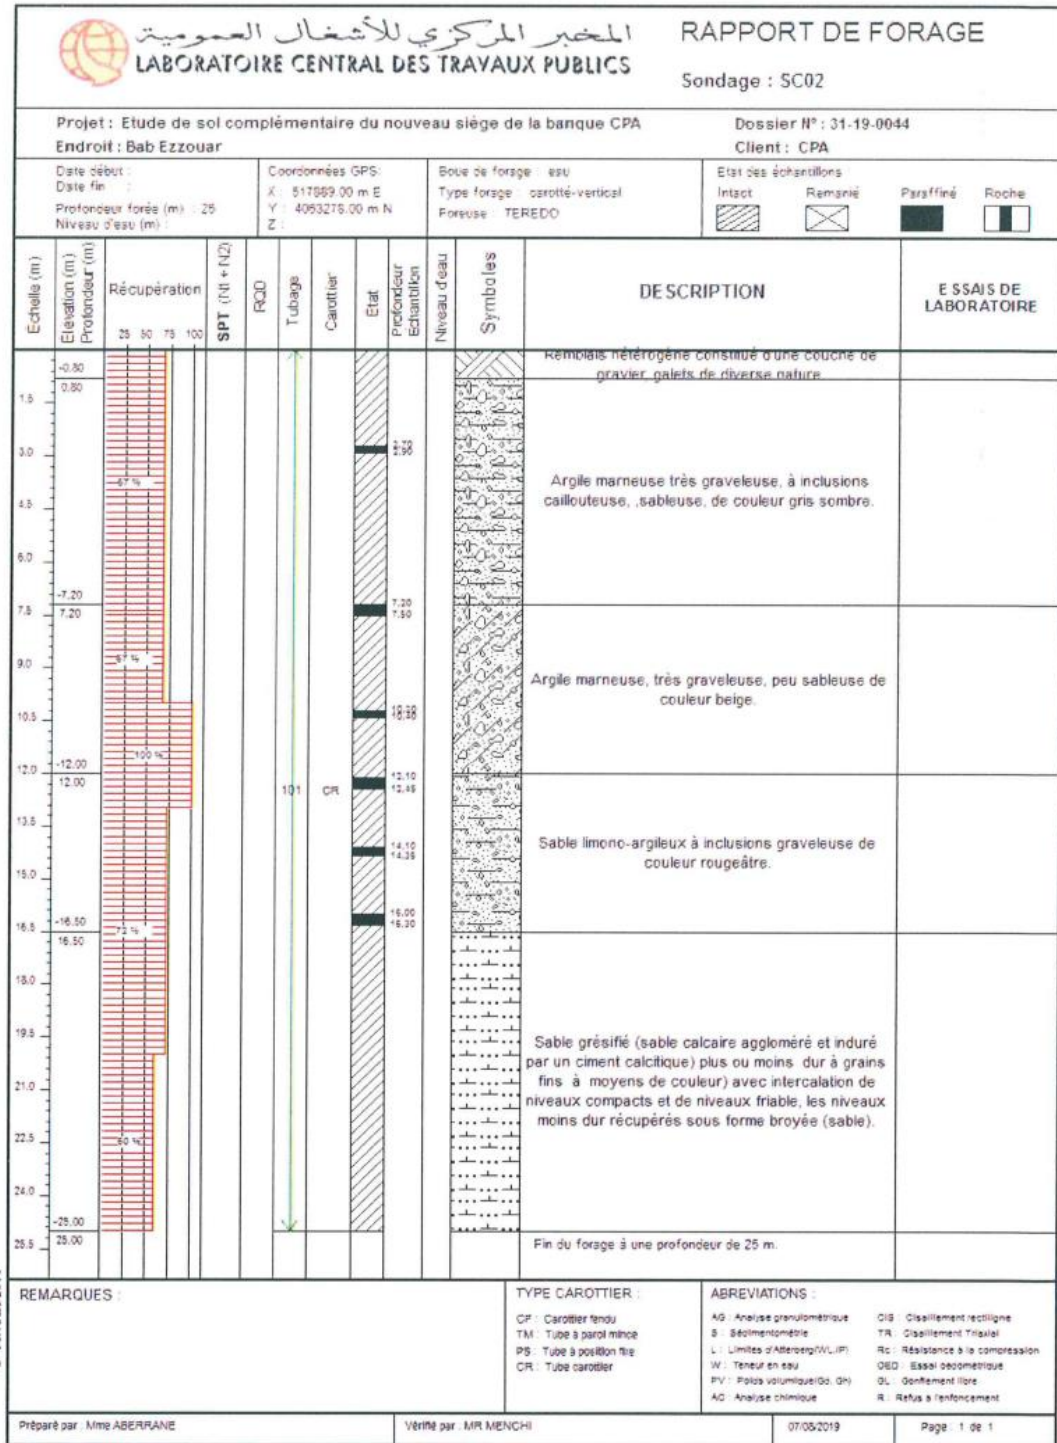 المخبر المركزي للأشغال العمومية
LABORATOIRE CENTRAL DES TRAVAUX PUBLICS
RAPPORT DE FORAGE
Sondage : SC02
Projet : Etude de sol complémentaire du nouveau siège de la banque CPA
Endroit : Bab Ezzouar
Dossier N° : 31-19-0044
Client : CPA
Date début :
Date fin :
Profondeur forée (m) : 25
Niveau d'eau (m) :
Coordonnées GPS:
X : 517889.00 m E
Y : 4063276.00 m N
Z :
Boue de forage : eau
Type forage : carotté-vertical
Foreuse : TEREDO
Etat des échantillons
Intact Remanié Paraffiné Roche
Echelle (m)
Elevation (m)
Profondeur (m)
Récupération
25 50 75 100
SPT (N1 + N2)
RQD
Tubage
Carottier
Etat
Profondeur
Echantillon
Niveau d'eau
Symboles
DESCRIPTION
ESSAIS DE
LABORATOIRE
Remblais hétérogène constitué d'une couche de
gravier, galets de diverse nature
-0.80
0.80
1.5
2.70
2.90
3.0
67 %
Argile marneuse très graveleuse, à inclusions
caillouteuse, ,sableuse, de couleur gris sombre.
4.5
6.0
-7.20
7.20
7.5
7.20
7.50
67 %
9.0
Argile marneuse, très graveleuse, peu sableuse de
couleur beige.
10.5
10.40
100 %
-12.00
12.00
12.0
12.10
12.45
101
CR
13.5
Sable limono-argileux à inclusions graveleuse de
couleur rougeâtre.
14.10
14.35
15.0
-16.50
16.50
16.5
16.00
16.30
72 %
18.0
19.5
Sable grésifié (sable calcaire aggloméré et induré
par un ciment calcitique) plus ou moins dur à grains
fins à moyens de couleur) avec intercalation de
niveaux compacts et de niveaux friable, les niveaux
moins dur récupérés sous forme broyée (sable).
21.0
22.5
60 %
24.0
-25.00
25.00
25.5
Fin du forage à une profondeur de 25 m.
REMARQUES :
TYPE CAROTTIER :
CF : Carottier fendu
TM : Tube à paroi mince
PS : Tube à position fixe
CR : Tube carottier
ABREVIATIONS :
AG : Analyse granulométrique
S : Sédimentométrie
L : Limites d'Atterberg(WL,IP)
W : Teneur en eau
PV : Poids volumique(Gd, Gh)
AC : Analyse chimique
CIS : Cisaillement rectiligne
TR : Cisaillement Triaxial
Rc : Résistance à la compression
OED : Essai oedométrique
GL : Gonflement libre
R : Refus à l'enfoncement
Préparé par : Mme ABERRANE
Vérifié par : MR MENCHI
07/08/2019
Page : 1 de 1